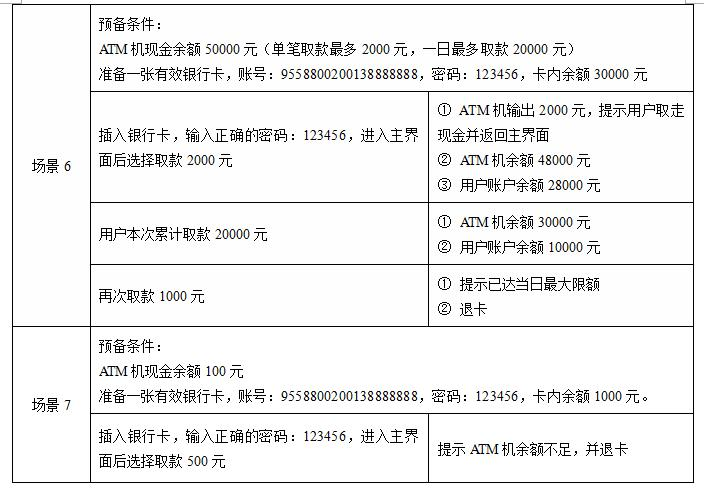 场景 6
预备条件：
ATM 机现金余额 50000 元（单笔取款最多 2000 元，一日最多取款 20000 元）
准备一张有效银行卡，账号：9558800200138888888，密码：123456，卡内余额 30000 元
插入银行卡，输入正确的密码：123456，进入主界
面后选择取款 2000 元
① ATM 机输出 2000 元，提示用户取走
现金并返回主界面
② ATM 机余额 48000 元
③ 用户账户余额 28000 元
用户本次累计取款 20000 元
① ATM 机余额 30000 元
② 用户账户余额 10000 元
再次取款 1000 元
① 提示已达当日最大限额
② 退卡
场景 7
预备条件：
ATM 机现金余额 100 元
准备一张有效银行卡，账号：9558800200138888888，密码：123456，卡内余额 1000 元。
插入银行卡，输入正确的密码：123456，进入主界
面后选择取款 500 元
提示 ATM 机余额不足，并退卡